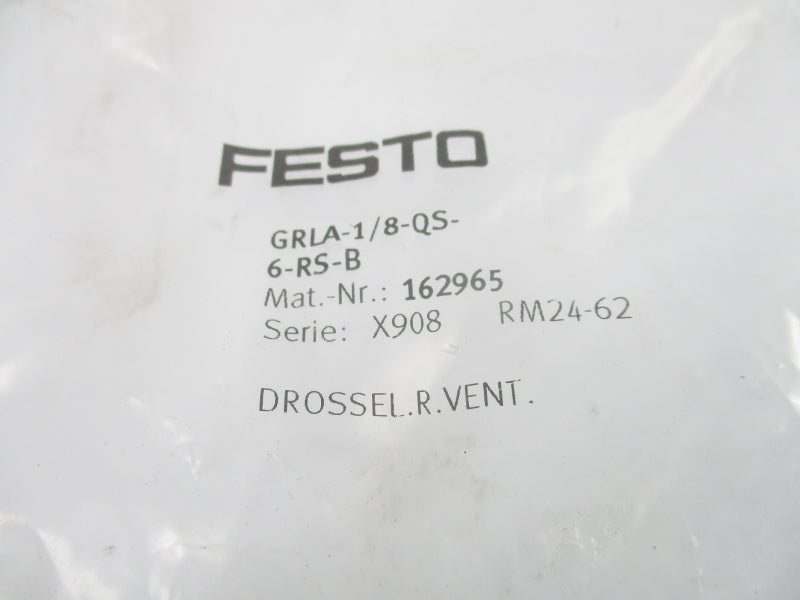 FESTO
GRLA-1/8-QS-
6-RS-B
Mat.-Nr.: 162965
Serie: X908 RM24-62
DROSSEL.R.VENT.